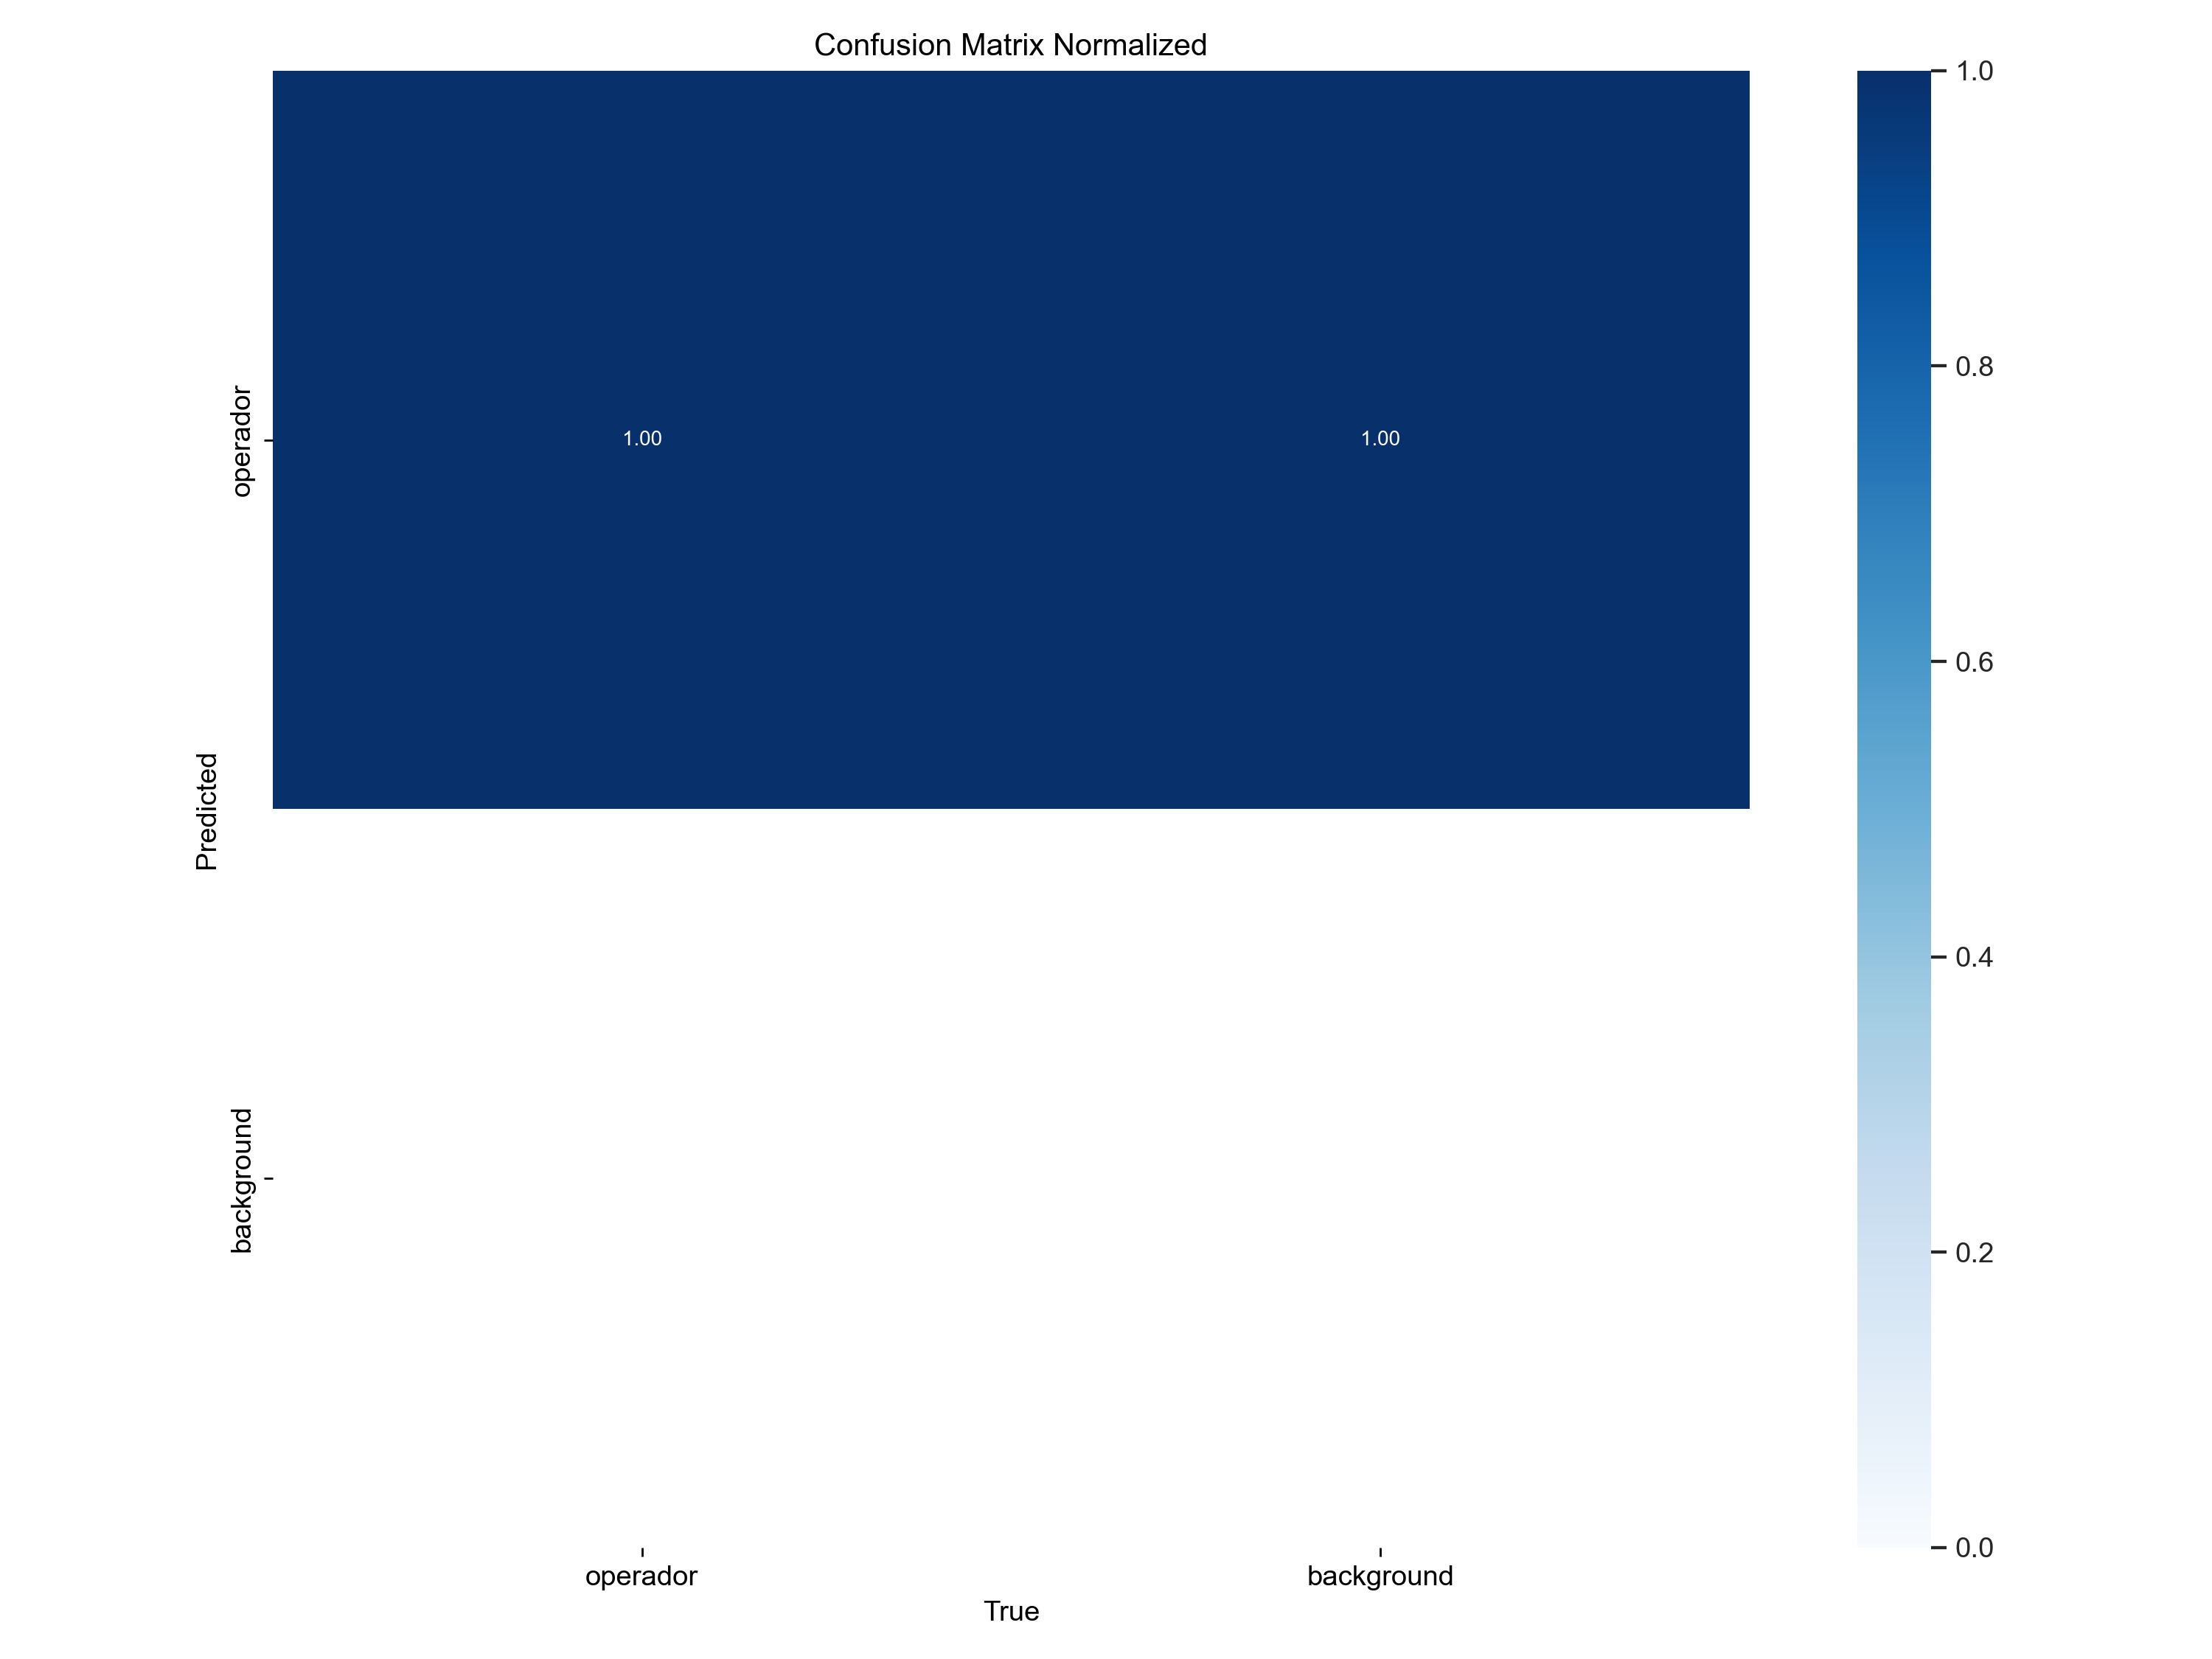 Confusion Matrix Normalized
operador
1.00
1.00
Predicted
background
operador
background
True
1.0
0.8
0.6
0.4
0.2
0.0